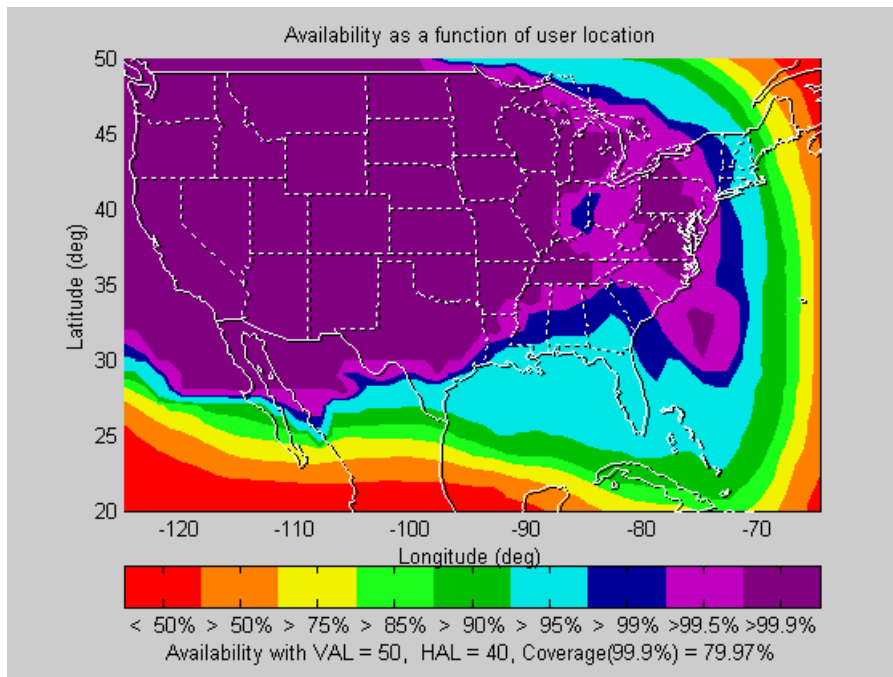 Availability as a function of user location
50
45
40
35
30
25
20
Latitude (deg)
-120 -110 -100 -90 -80 -70
Longitude (deg)
< 50% > 50% > 75% > 85% > 90% > 95% > 99% >99.5% >99.9%
Availability with VAL = 50, HAL = 40, Coverage(99.9%) = 79.97%